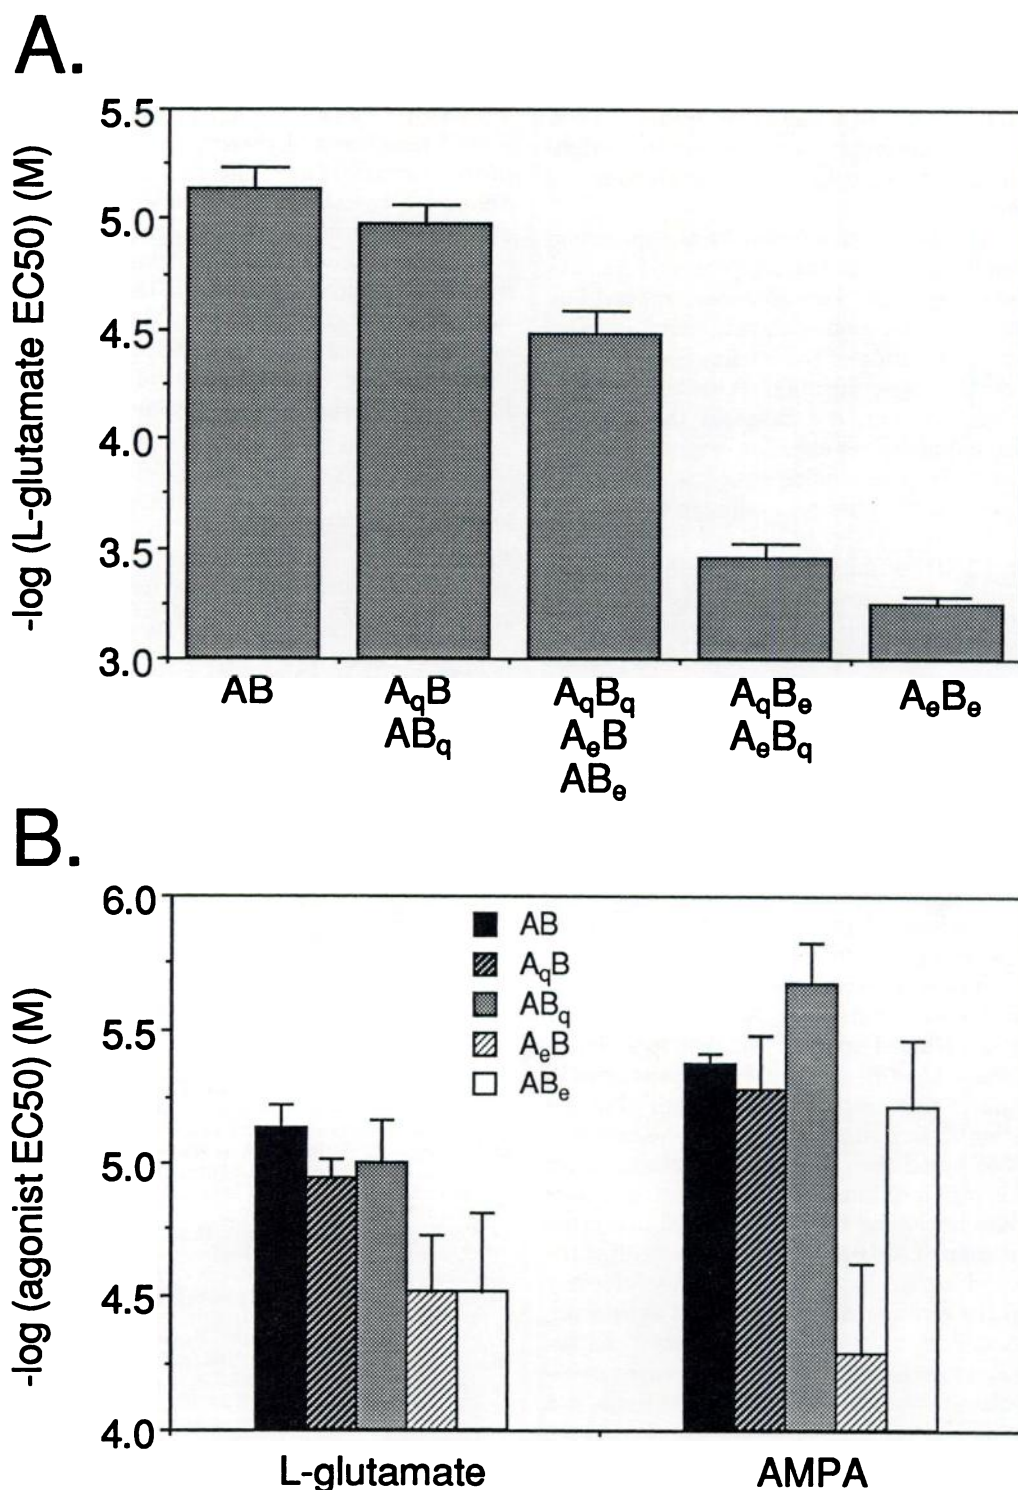 A.
-log (L-glutamate EC50) (M)
5.5
5.0
4.5
4.0
3.5
3.0
AB
AqB
ABq
AqBq
AeB
ABe
AqBe
AeBq
AeBe
B.
-log (agonist EC50) (M)
6.0
5.5
5.0
4.5
4.0
AB
AqB
ABq
AeB
ABe
L-glutamate
AMPA